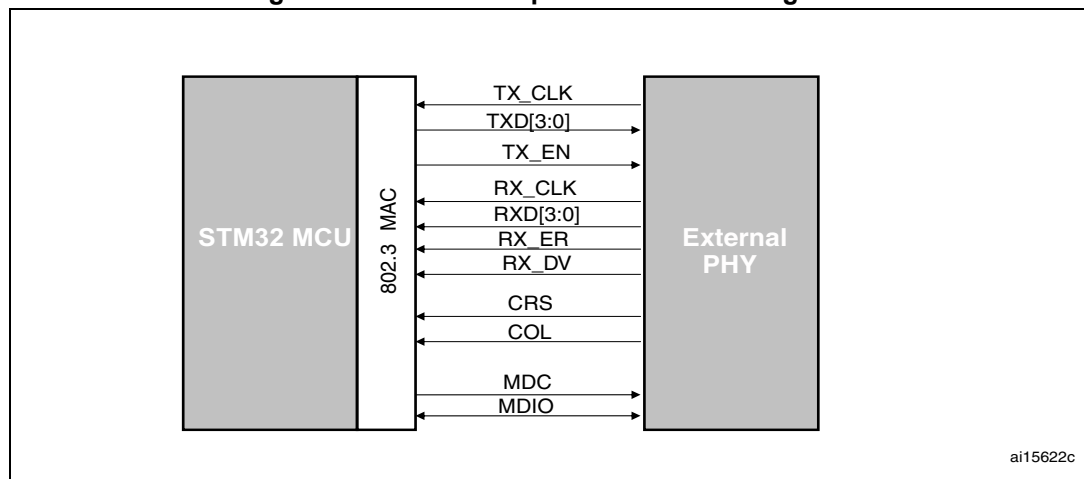 STM32 MCU
802.3 MAC
TX_CLK
TXD[3:0]
TX_EN
RX_CLK
RXD[3:0]
RX_ER
RX_DV
CRS
COL
MDC
MDIO
External
PHY
ai15622c